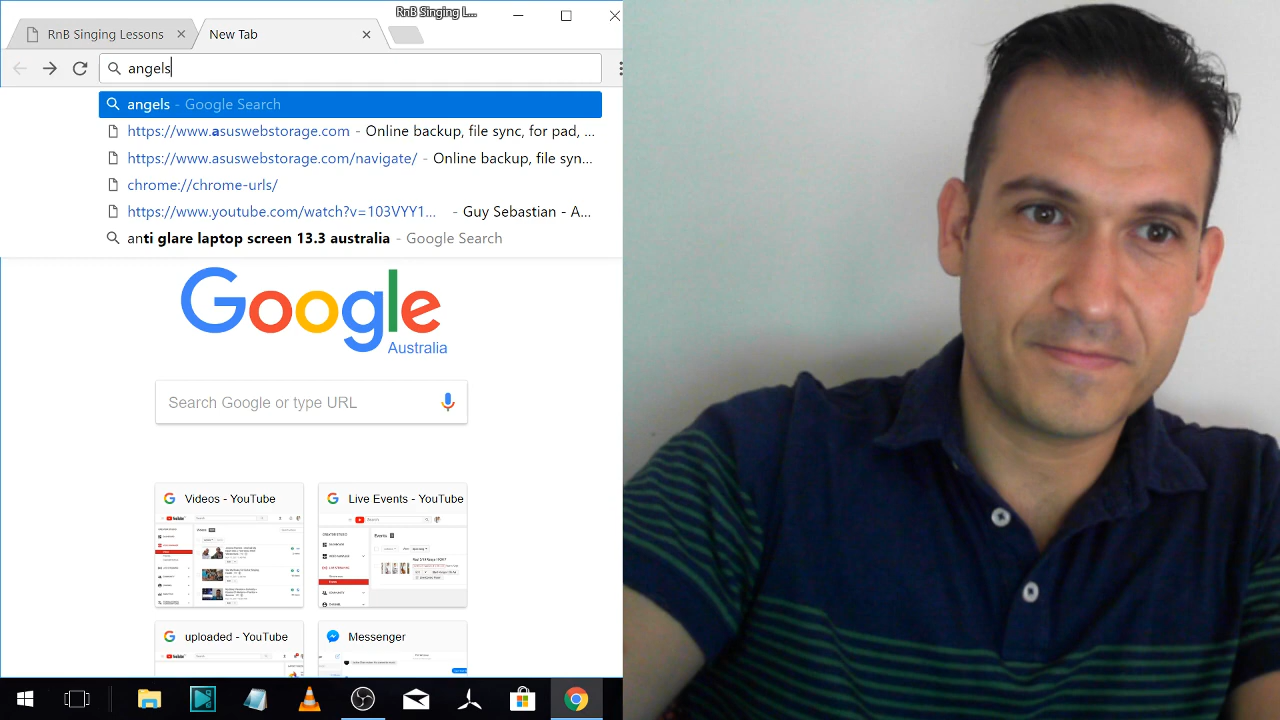 RnB Singing L...
RnB Singing Lessons
New Tab
angels
angels - Google Search
https://www.asuswebstorage.com - Online backup, file sync, for pad, ...
https://www.asuswebstorage.com/navigate/ - Online backup, file syn...
chrome://chrome-urls/
https://www.youtube.com/watch?v=103VYY1... - Guy Sebastian - A...
anti glare laptop screen 13.3 australia - Google Search
Google
Australia
Search Google or type URL
Videos - YouTube
Live Events - YouTube
uploaded - YouTube
Messenger